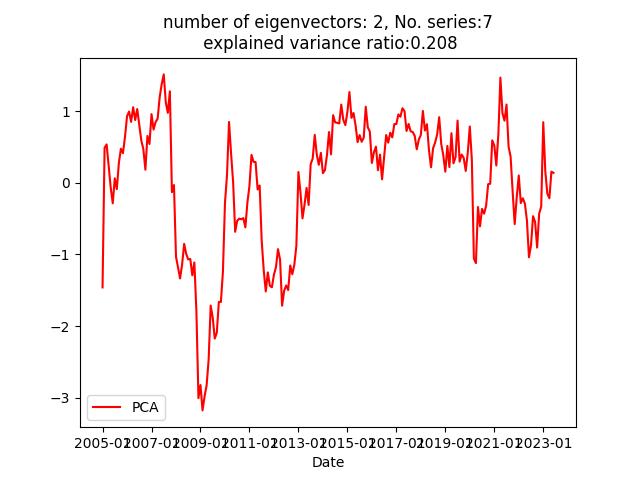 number of eigenvectors: 2, No. series:7
explained variance ratio:0.208
1
0
−1
−2
−3
PCA
2005-01 2007-01 2009-01 2011-01 2013-01 2015-01 2017-01 2019-01 2021-01 2023-01
Date